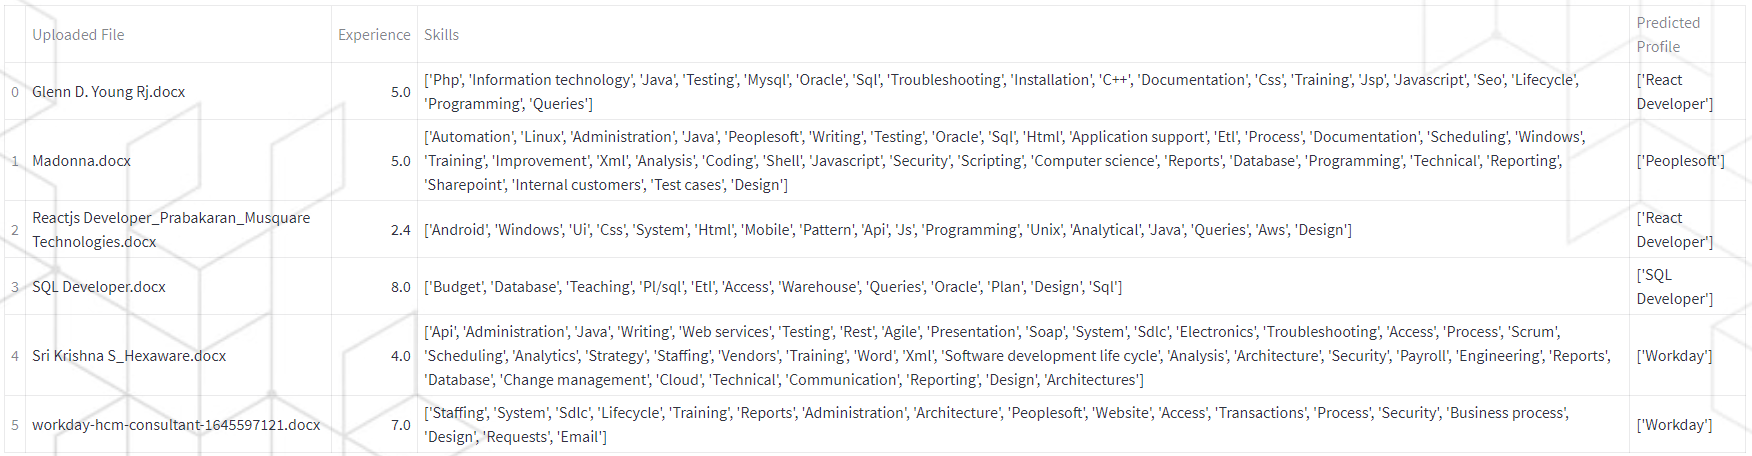 Uploaded File Experience Skills Predicted
Profile
0 Glenn D. Young Rj.docx 5.0 ['Php', 'Information technology', 'Java', 'Testing', 'Mysql', 'Oracle', 'Sql', 'Troubleshooting', 'Installation', 'C++', 'Documentation', 'Css', 'Training', 'Jsp', 'Javascript', 'Seo', 'Lifecycle',
'Programming', 'Queries']
['React
Developer']
1 Madonna.docx 5.0 ['Automation', 'Linux', 'Administration', 'Java', 'Peoplesoft', 'Writing', 'Testing', 'Oracle', 'Sql', 'Html', 'Application support', 'Etl', 'Process', 'Documentation', 'Scheduling', 'Windows',
'Training', 'Improvement', 'Xml', 'Analysis', 'Coding', 'Shell', 'Javascript', 'Security', 'Scripting', 'Computer science', 'Reports', 'Database', 'Programming', 'Technical', 'Reporting',
'Sharepoint', 'Internal customers', 'Test cases', 'Design']
['Peoplesoft']
2 Reactjs Developer_Prabakaran_Musquare
Technologies.docx
2.4 ['Android', 'Windows', 'Ui', 'Css', 'System', 'Html', 'Mobile', 'Pattern', 'Api', 'Js', 'Programming', 'Unix', 'Analytical', 'Java', 'Queries', 'Aws', 'Design']
['React
Developer']
3 SQL Developer.docx 8.0 ['Budget', 'Database', 'Teaching', 'Pl/sql', 'Etl', 'Access', 'Warehouse', 'Queries', 'Oracle', 'Plan', 'Design', 'Sql']
['SQL
Developer']
4 Sri Krishna S_Hexaware.docx 4.0 ['Api', 'Administration', 'Java', 'Writing', 'Web services', 'Testing', 'Rest', 'Agile', 'Presentation', 'Soap', 'System', 'Sdlc', 'Electronics', 'Troubleshooting', 'Access', 'Process', 'Scrum',
'Scheduling', 'Analytics', 'Strategy', 'Staffing', 'Vendors', 'Training', 'Word', 'Xml', 'Software development life cycle', 'Analysis', 'Architecture', 'Security', 'Payroll', 'Engineering', 'Reports',
'Database', 'Change management', 'Cloud', 'Technical', 'Communication', 'Reporting', 'Design', 'Architectures']
['Workday']
5 workday-hcm-consultant-1645597121.docx 7.0 ['Staffing', 'System', 'Sdlc', 'Lifecycle', 'Training', 'Reports', 'Administration', 'Architecture', 'Peoplesoft', 'Website', 'Access', 'Transactions', 'Process', 'Security', 'Business process',
'Design', 'Requests', 'Email']
['Workday']